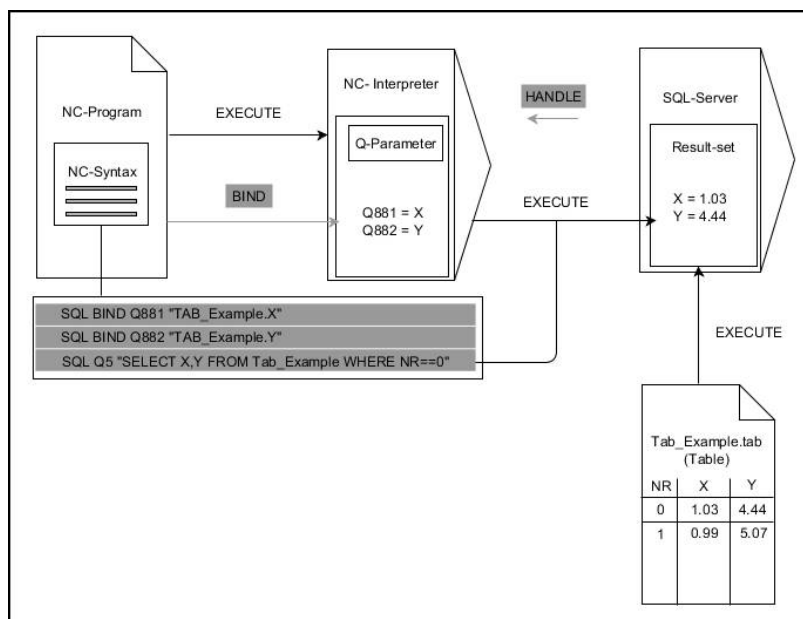 NC-Program
NC-Syntax
EXECUTE
BIND
NC- Interpreter
Q-Parameter
Q881 = X
Q882 = Y
HANDLE
EXECUTE
SQL-Server
Result-set
X = 1.03
Y = 4.44
EXECUTE
SQL BIND Q881 "TAB_Example.X"
SQL BIND Q882 "TAB_Example.Y"
SQL Q5 "SELECT X,Y FROM Tab_Example WHERE NR==0"
Tab_Example.tab
(Table)
NR X Y
0 1.03 4.44
1 0.99 5.07